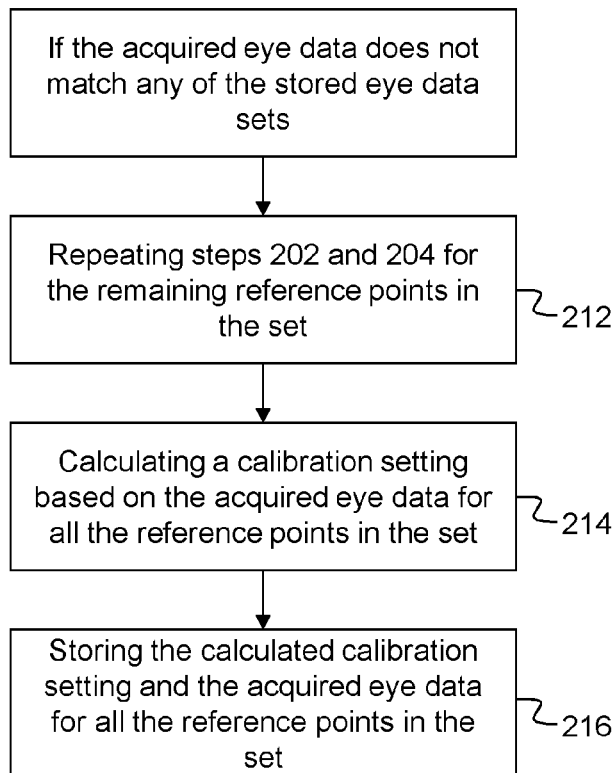 If the acquired eye data does not
match any of the stored eye data
sets
Repeating steps 202 and 204 for
the remaining reference points in
the set
212
Calculating a calibration setting
based on the acquired eye data for
all the reference points in the set
214
Storing the calculated calibration
setting and the acquired eye data
for all the reference points in the
set
216